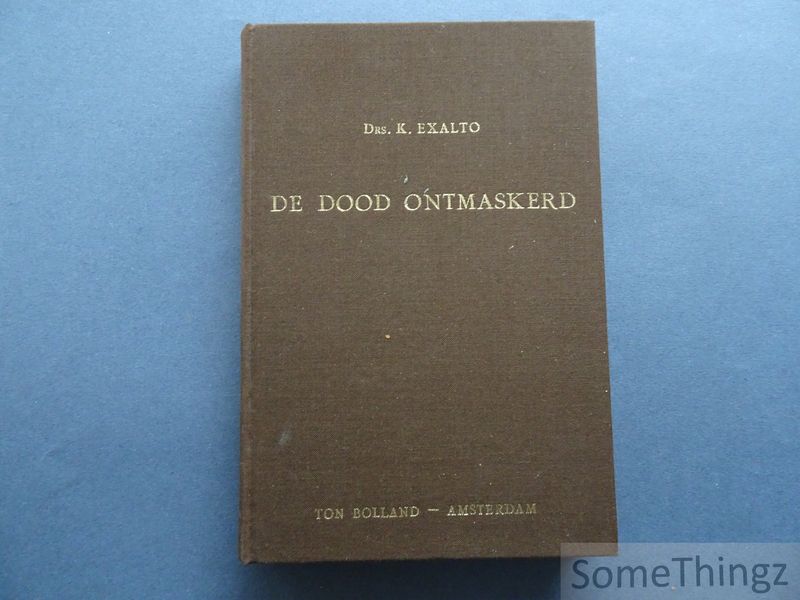 Drs. K. EXALTO
DE DOOD ONTMASKERD
TON BOLLAND — AMSTERDAM
SomeThingz